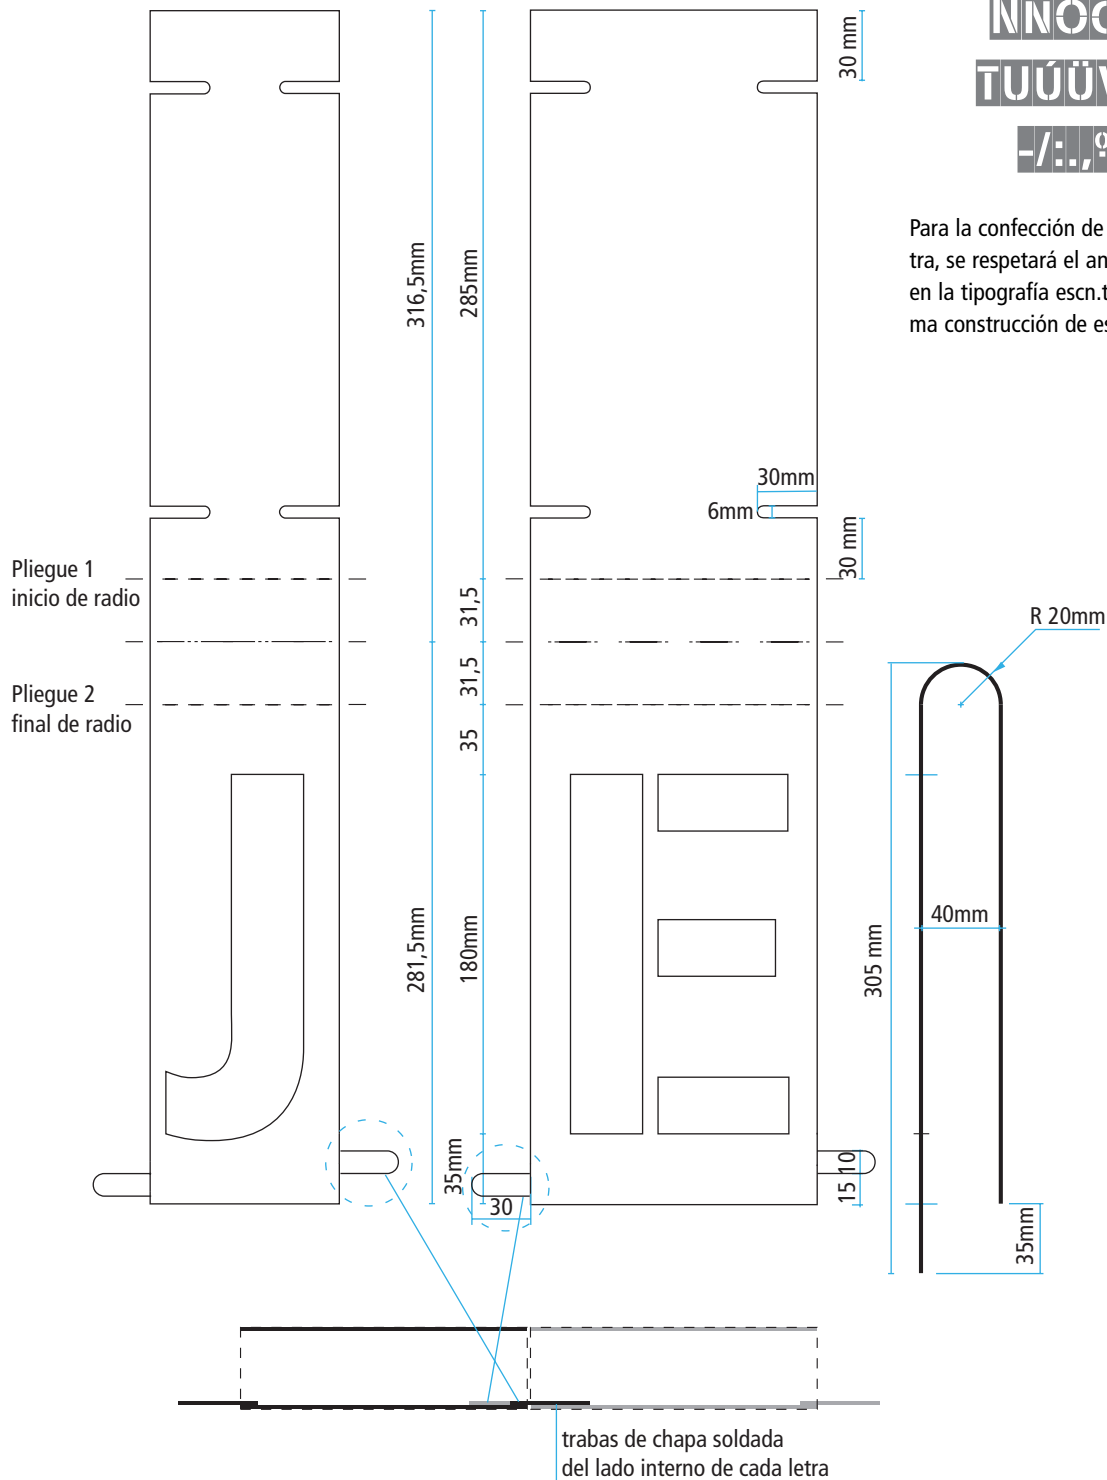 NÑO
TUÚÜ
-/:.,º
Para la confección de
tra, se respetará el
en la tipografía
ma construcción de
30 mm
316,5mm
285mm
30mm
6mm
30 mm
Pliegue 1
inicio de radio
31,5
R 20mm
31,5
Pliegue 2
final de radio
35
40mm
281,5mm
180mm
305 mm
35mm
30
15 10
35mm
trabas de chapa soldada
del lado interno de cada letra